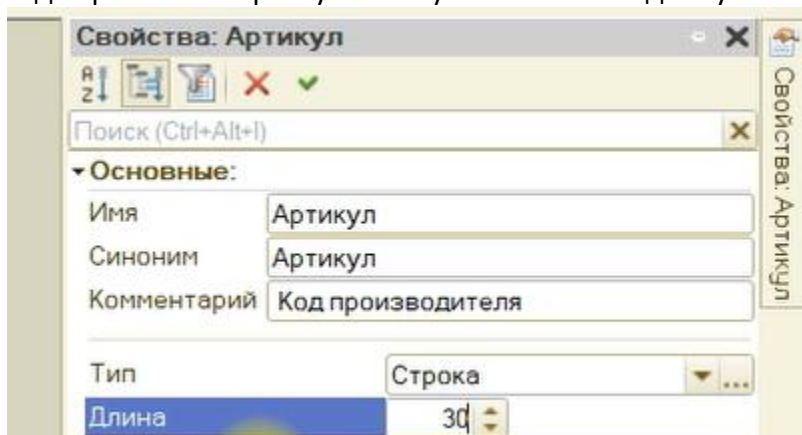 Свойства: Артикул
Поиск (Ctrl+Alt+I)
Основные:
Имя Артикул
Синоним Артикул
Комментарий Код производителя
Тип Строка ...
Длина 30
Свойства: Артикул